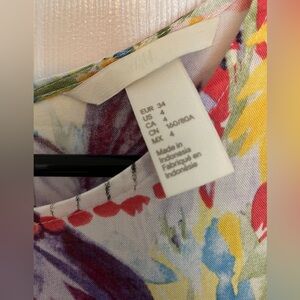 EUR 34
US 4
CA 4
CN 160/80A
MX 4
Made in
Indonesia
Fabriqué en
Indonésie